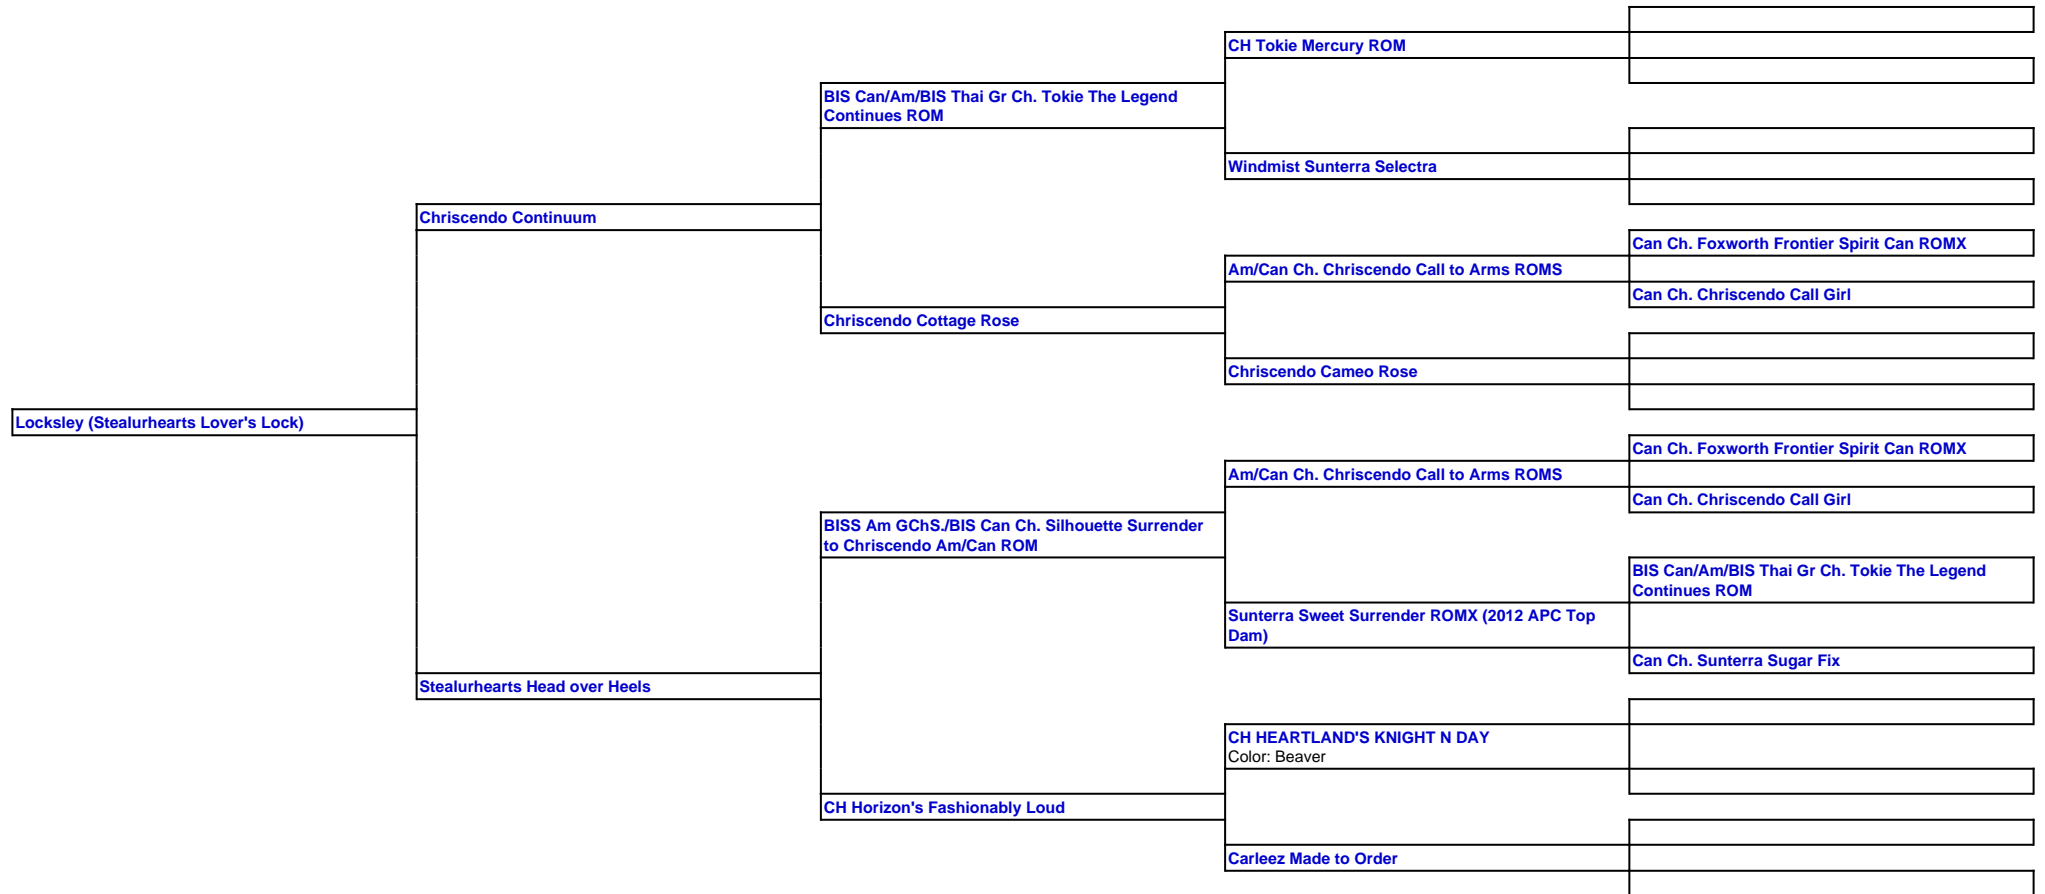 CH Tokie Mercury ROM
BIS Can/Am/BIS Thai Gr Ch. Tokie The Legend
Continues ROM
Windmist Sunterra Selectra
Chriscendo Continuum
Can Ch. Foxworth Frontier Spirit Can ROMX
Am/Can Ch. Chriscendo Call to Arms ROMS
Can Ch. Chriscendo Call Girl
Chriscendo Cottage Rose
Chriscendo Cameo Rose
Locksley (Stealurhearts Lover's Lock)
Can Ch. Foxworth Frontier Spirit Can ROMX
Am/Can Ch. Chriscendo Call to Arms ROMS
Can Ch. Chriscendo Call Girl
BISS Am GChS./BIS Can Ch. Silhouette Surrender
to Chriscendo Am/Can ROM
BIS Can/Am/BIS Thai Gr Ch. Tokie The Legend
Continues ROM
Sunterra Sweet Surrender ROMX (2012 APC Top
Dam)
Can Ch. Sunterra Sugar Fix
Stealurhearts Head over Heels
CH HEARTLAND'S KNIGHT N DAY
Color: Beaver
CH Horizon's Fashionably Loud
Carleez Made to Order